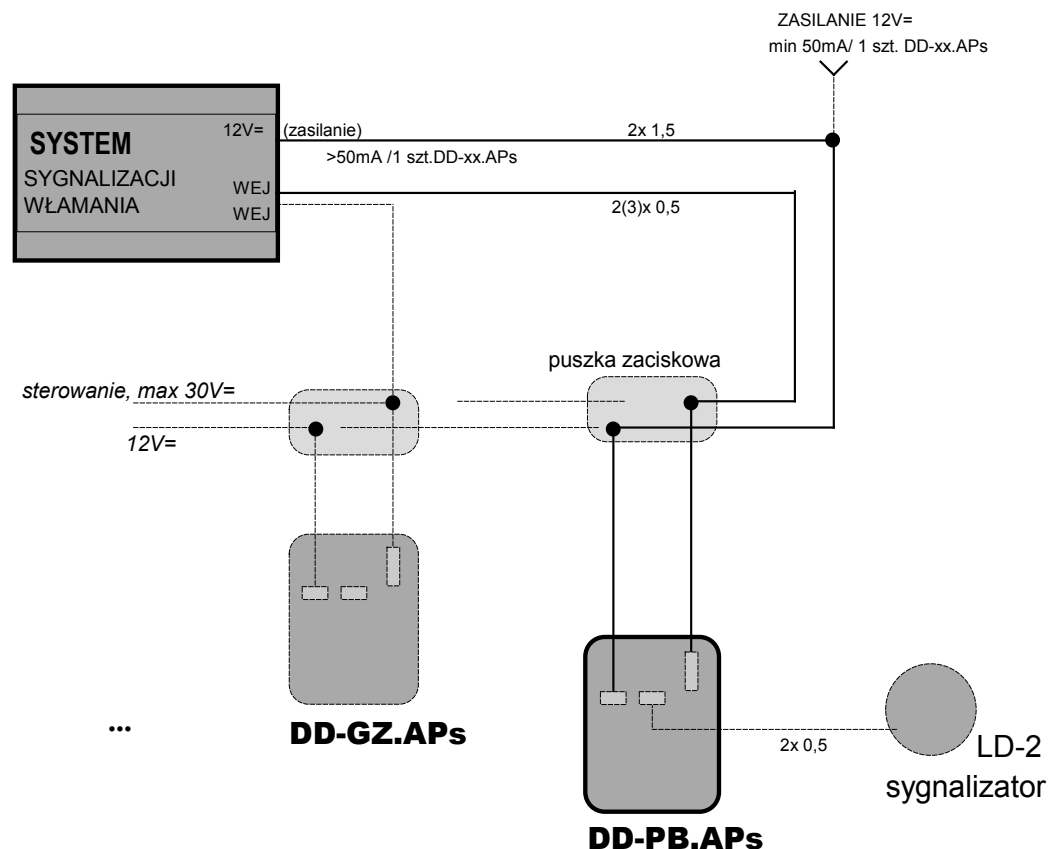 ZASILANIE 12V=
min 50mA/ 1 szt. DD-xx.APs
SYSTEM
SYGNALIZACJI
WŁAMANIA
12V=
(zasilanie)
2x 1,5
>50mA /1 szt.DD-xx.APs
WEJ
WEJ
2(3)x 0,5
puszka zaciskowa
sterowanie, max 30V=
12V=
...
DD-GZ.APs
2x 0,5
LD-2
sygnalizator
DD-PB.APs